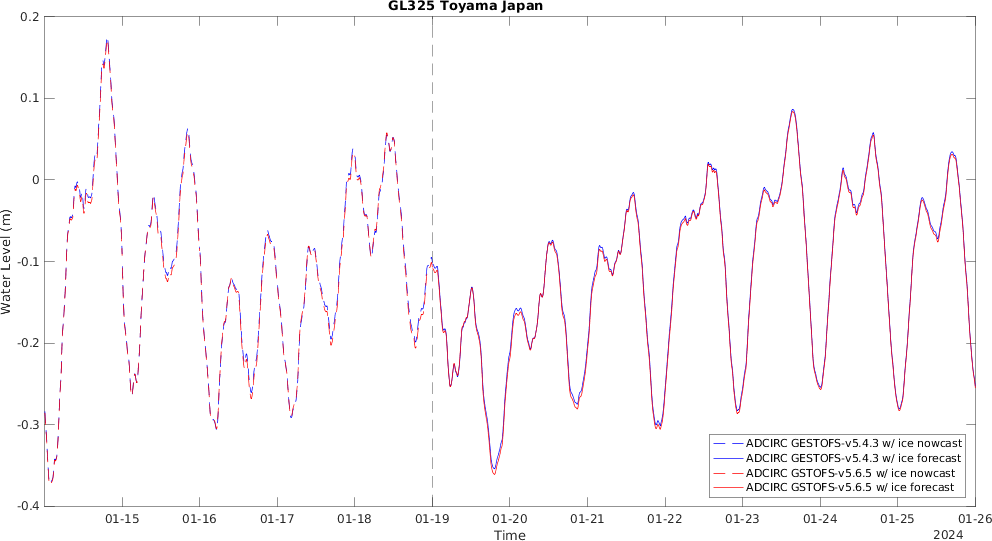 GL325 Toyama Japan
0.2
0.1
0
-0.1
-0.2
-0.3
-0.4
Water Level (m)
ADCIRC GESTOFS-v5.4.3 w/ ice nowcast
ADCIRC GESTOFS-v5.4.3 w/ ice forecast
ADCIRC GSTOFS-v5.6.5 w/ ice nowcast
ADCIRC GSTOFS-v5.6.5 w/ ice forecast
01-15 01-16 01-17 01-18 01-19 01-20 01-21 01-22 01-23 01-24 01-25 01-26
Time
2024